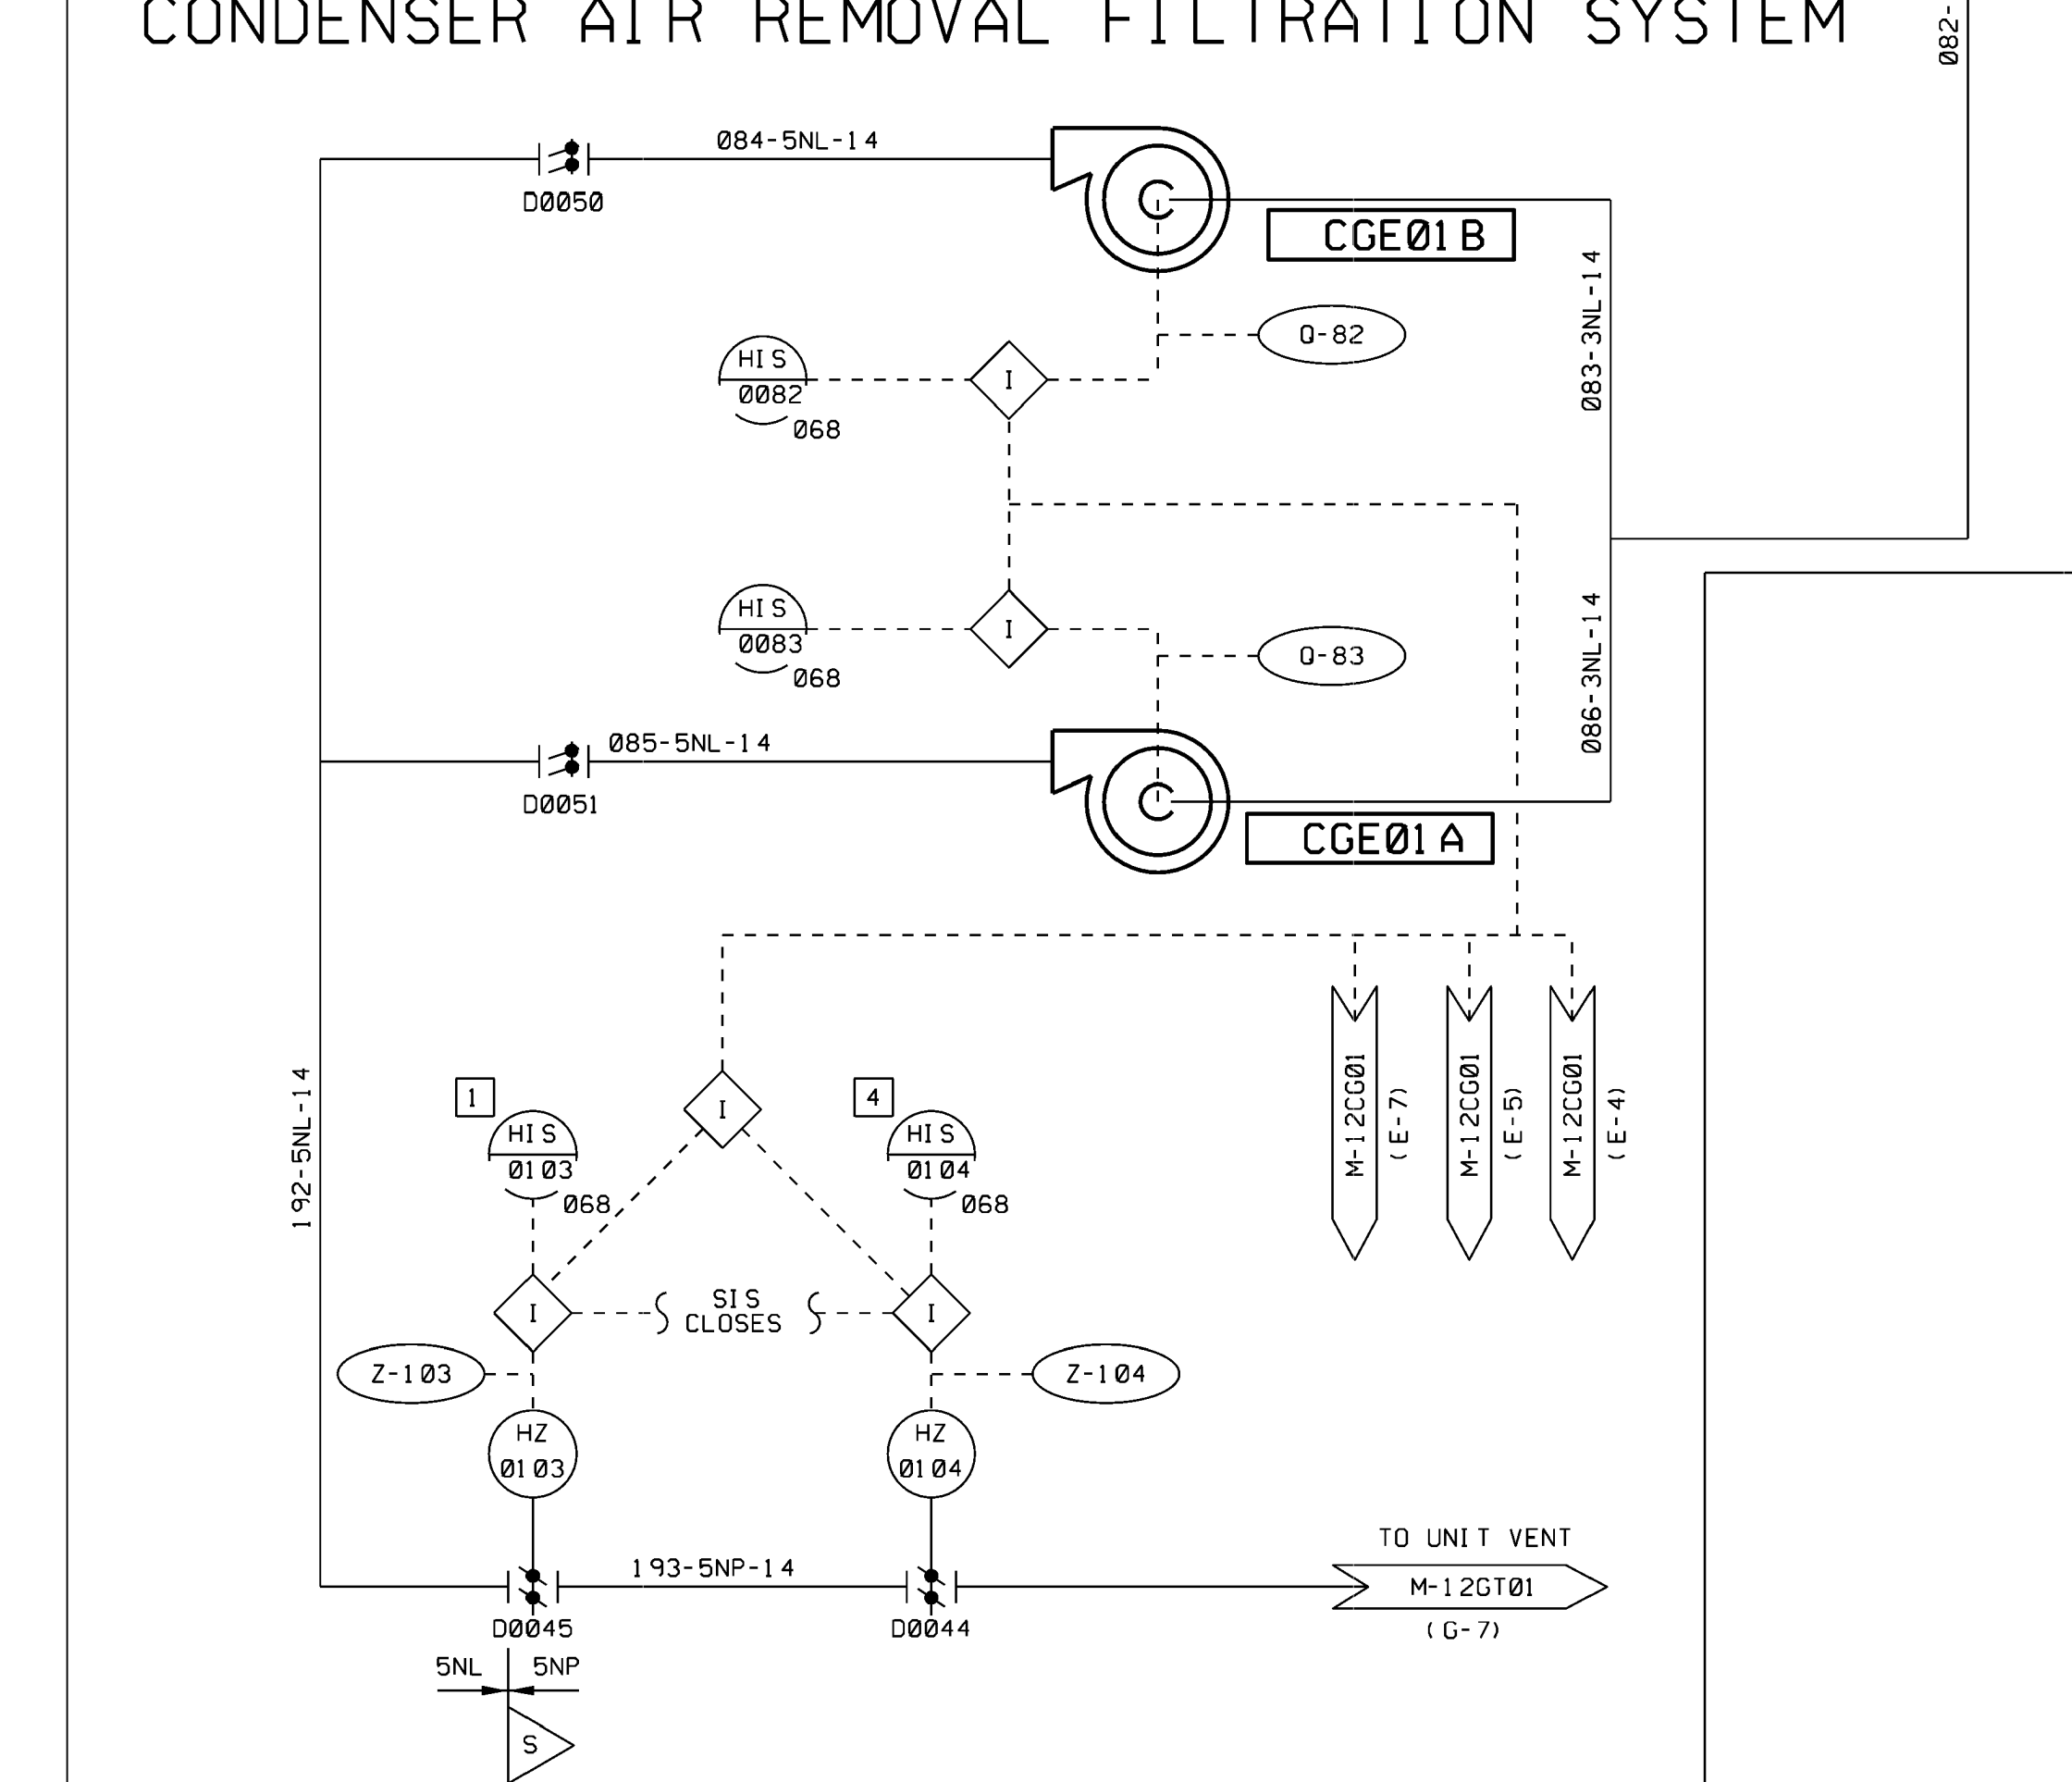 CONDENSER AIR REMOVAL FILTRATION SYSTEM
082-
084-5NL-14
D0050
CGE01B
083-3NL-14
Q-82
HIS
0082
068
I
HIS
0083
068
I
Q-83
086-3NL-14
085-5NL-14
D0051
CGE01A
192-5NL-14
1
HIS
0103
068
I
4
HIS
0104
068
M-12CG01
(E-7)
M-12CG01
(E-5)
M-12CG01
(E-4)
I
SIS
CLOSES
I
Z-103
Z-104
HZ
0103
HZ
0104
193-5NP-14
D0045
D0044
TO UNIT VENT
M-12GT01
(G-7)
5NL
5NP
S